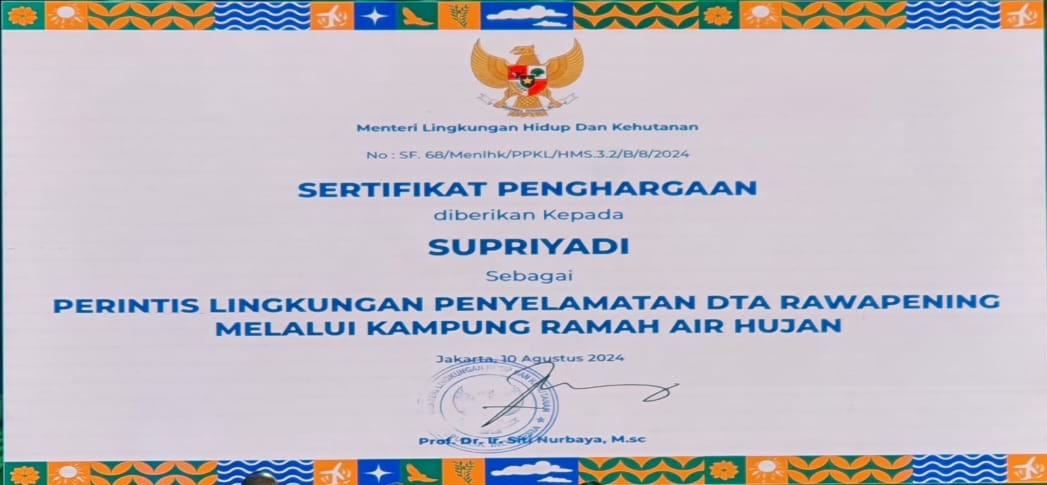 Menteri Lingkungan Hidup Dan Kehutanan
No : SF. 68/Menlhk/PPKL/HMS.3.2/B/8/2024
SERTIFIKAT PENGHARGAAN
diberikan Kepada
SUPRIYADI
Sebagai
PERINTIS LINGKUNGAN PENYELAMATAN DTA RAWAPENING
MELALUI KAMPUNG RAMAH AIR HUJAN
Jakarta, 10 Agustus 2024
Prof. Dr. Ir. Siti Nurbaya, M.sc